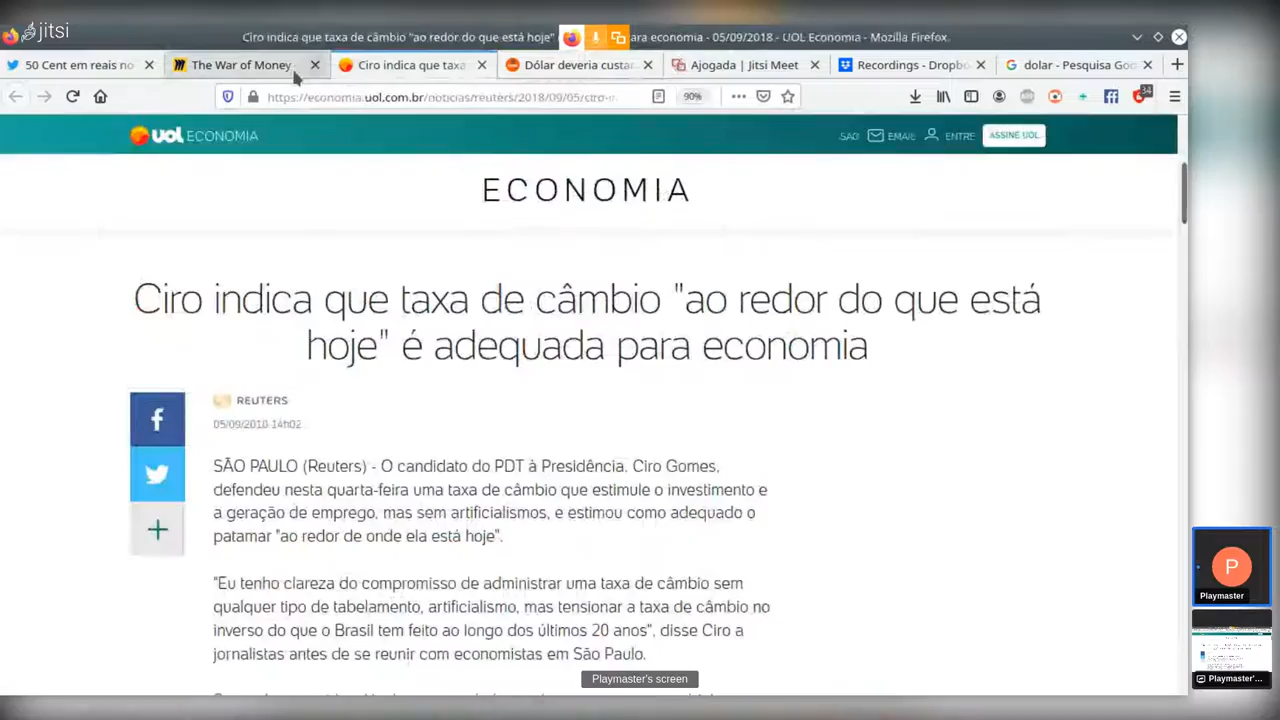 jitsi
Ciro indica que taxa de câmbio "ao redor do que está hoje" para economia - 05/09/2018 - UOL Economia - Mozilla Firefox.
50 Cent em reais no
The War of Money
Ciro indica que taxa
Dólar deveria custar
Ajogada | Jitsi Meet
Recordings - Dropbo
dolar - Pesquisa Goo
https://economia.uol.com.br/noticias/reuters/2018/09/05/ciro-
90%
34
UOL ECONOMIA
SAC
EMAIL
ENTRE
ASSINE UOL
ECONOMIA
Ciro indica que taxa de câmbio "ao redor do que está
hoje" é adequada para economia
REUTERS
05/09/2018 14h02
SÃO PAULO (Reuters) - O candidato do PDT à Presidência, Ciro Gomes,
defendeu nesta quarta-feira uma taxa de câmbio que estimule o investimento e
a geração de emprego, mas sem artificialismos, e estimou como adequado o
patamar "ao redor de onde ela está hoje".
"Eu tenho clareza do compromisso de administrar uma taxa de câmbio sem
qualquer tipo de tabelamento, artificialismo, mas tensionar a taxa de câmbio no
inverso do que o Brasil tem feito ao longo dos últimos 20 anos", disse Ciro a
jornalistas antes de se reunir com economistas em São Paulo.
Playmaster's screen
P
Playmaster
Playmaster'...